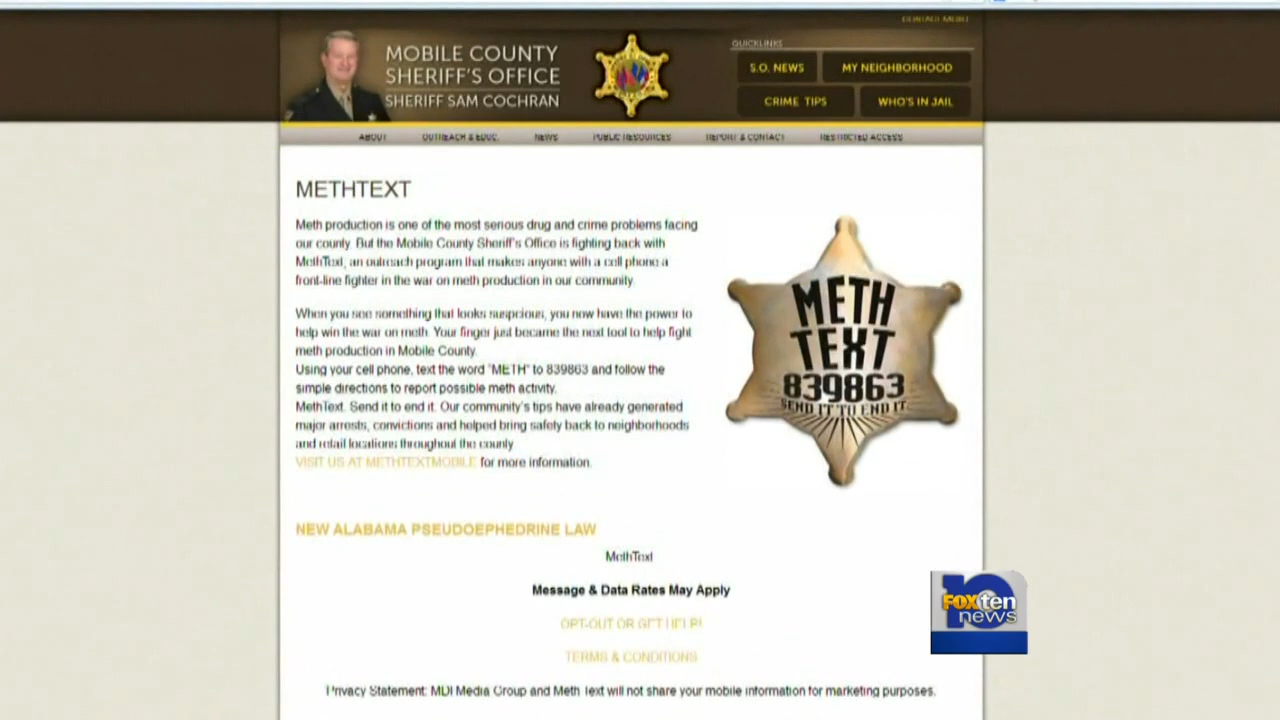 CONTACT MCSO
MOBILE COUNTY
SHERIFF'S OFFICE
SHERIFF SAM COCHRAN
QUICKLINKS
S.O. NEWS
MY NEIGHBORHOOD
CRIME TIPS
WHO'S IN JAIL
ABOUT
OUTREACH & EDUC.
NEWS
PUBLIC RESOURCES
REPORT & CONTACT
RESTRICTED ACCESS
METHTEXT
Meth production is one of the most serious drug and crime problems facing
our county. But the Mobile County Sheriff's Office is fighting back with
MethText, an outreach program that makes anyone with a cell phone a
front-line fighter in the war on meth production in our community.
When you see something that looks suspicious, you now have the power to
help win the war on meth. Your finger just became the next tool to help fight
meth production in Mobile County.
Using your cell phone, text the word "METH" to 839863 and follow the
simple directions to report possible meth activity.
MethText. Send it to end it. Our community's tips have already generated
major arrests, convictions and helped bring safety back to neighborhoods
and retail locations throughout the county.
VISIT US AT METHTEXTMOBILE for more information.
METH
TEXT
839863
SEND IT TO END IT
NEW ALABAMA PSEUDOEPHEDRINE LAW
MethText
Message & Data Rates May Apply
OPT-OUT OR GET HELP!
TERMS & CONDITIONS
Privacy Statement: MDI Media Group and Meth Text will not share your mobile information for marketing purposes.
10
FOX ten
news